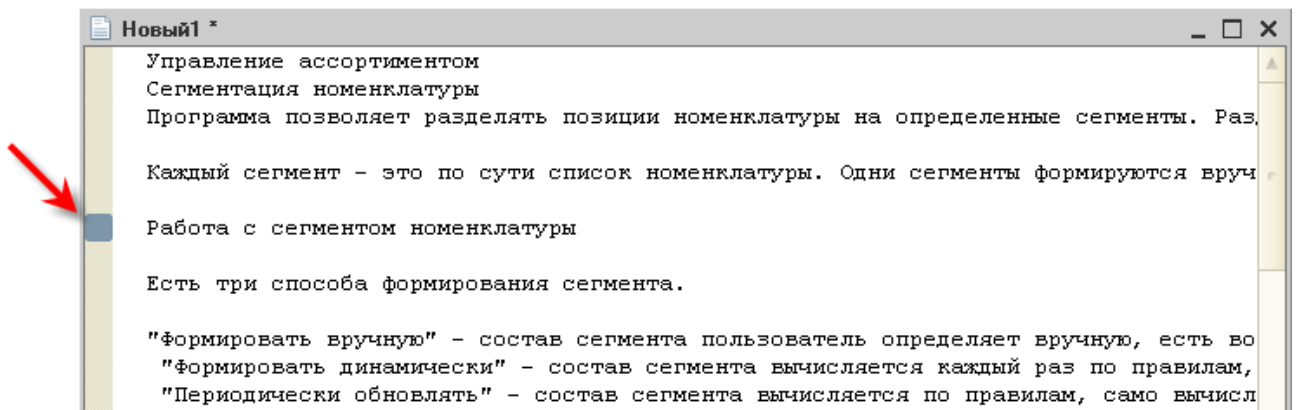 Новый1 *
Управление ассортиментом
Сегментация номенклатуры
Программа позволяет разделять позиции номенклатуры на определенные сегменты. Раз
Каждый сегмент – это по сути список номенклатуры. Одни сегменты формируются вруч
Работа с сегментом номенклатуры
Есть три способа формирования сегмента.
"Формировать вручную" – состав сегмента пользователь определяет вручную, есть во
"Формировать динамически" – состав сегмента вычисляется каждый раз по правилам,
"Периодически обновлять" – состав сегмента вычисляется по правилам, само вычисл